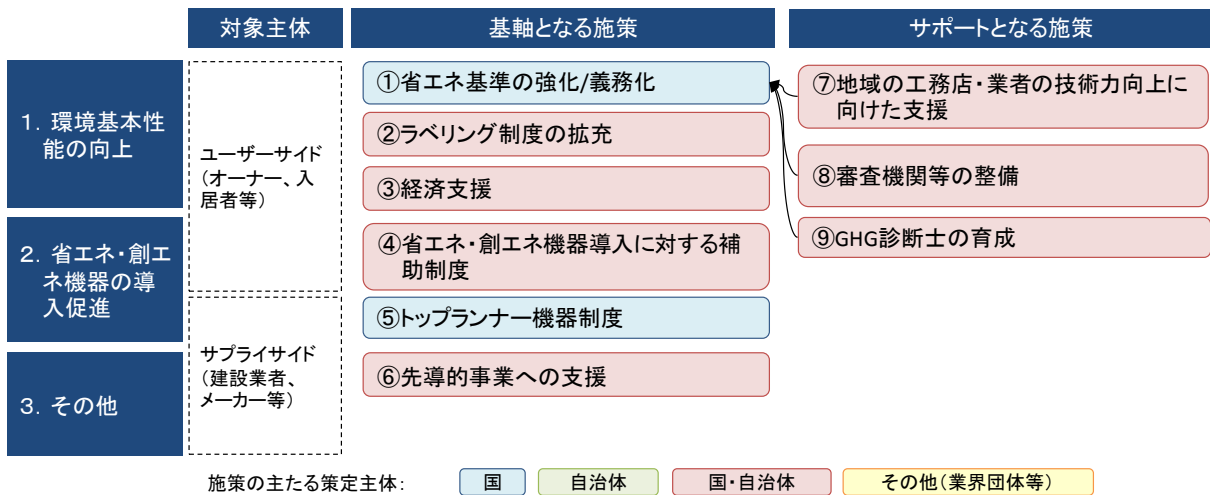 対象主体
基軸となる施策
サポートとなる施策
1. 環境基本性
能の向上
2. 省エネ・創エ
ネ機器の導
入促進
3. その他
ユーザーサイド
(オーナー、入
居者等)
サプライサイド
(建設業者、
メーカー等)
①省エネ基準の強化/義務化
②ラベリング制度の拡充
③経済支援
④省エネ・創エネ機器導入に対する補
助制度
⑤トップランナー機器制度
⑥先導的事業への支援
⑦地域の工務店・業者の技術力向上に
向けた支援
⑧審査機関等の整備
⑨GHG診断士の育成
施策の主たる策定主体:
国
自治体
国・自治体
その他(業界団体等)